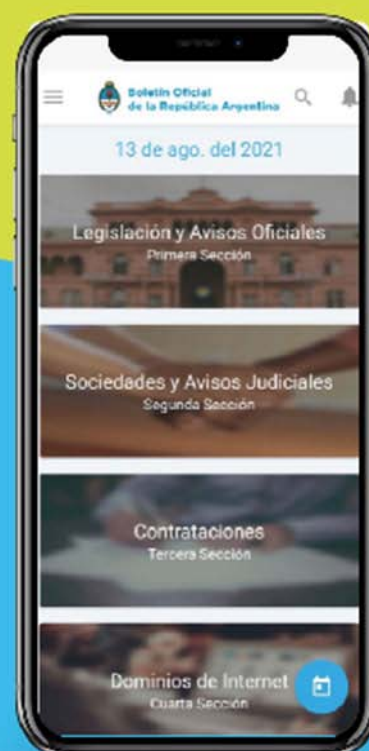 Boletín Oficial
de la República Argentina
13 de ago. del 2021
Legislación y Avisos Oficiales
Primera Sección
Sociedades y Avisos Judiciales
Segunda Sección
Contrataciones
Tercera Sección
Dominios de Internet
Cuarta Sección